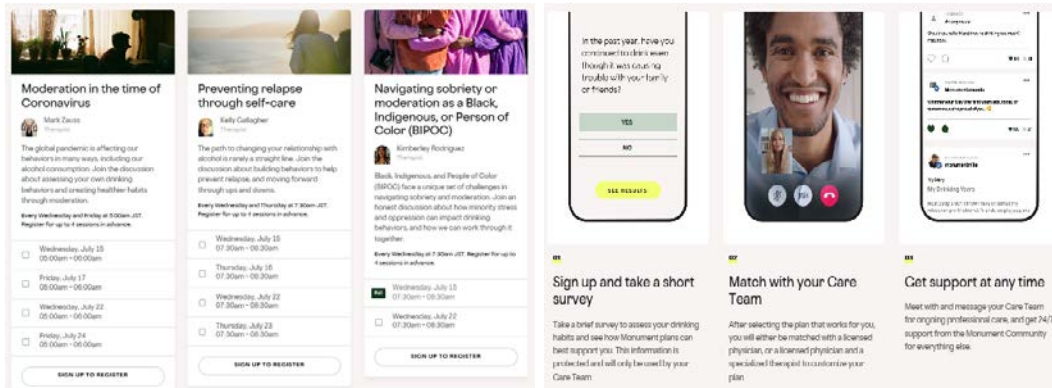 Moderation in the time of
Coronavirus
Mark Zauss
Therapist
The global pandemic is affecting our
behaviors in many ways, including our
alcohol consumption. Join the discussion
about assessing your own drinking
behaviors and creating healthier habits
through moderation.
Every Wednesday and Friday at 5:00am JST.
Register for up to 4 sessions in advance.
Wednesday, July 15
05:00am - 06:00am
Friday, July 17
05:00am - 06:00am
Wednesday, July 22
05:00am - 06:00am
Friday, July 24
05:00am - 06:00am
SIGN UP TO REGISTER
Preventing relapse
through self-care
Kelly Gallagher
Therapist
The path to changing your relationship with
alcohol is rarely a straight line. Join the
discussion about building behaviors to help
prevent relapse, and moving forward
through ups and downs.
Every Wednesday and Thursday at 7:30am JST.
Register for up to 4 sessions in advance.
Wednesday, July 15
07:30am - 08:30am
Thursday, July 16
07:30am - 08:30am
Wednesday, July 22
07:30am - 08:30am
Thursday, July 23
07:30am - 08:30am
SIGN UP TO REGISTER
Navigating sobriety or
moderation as a Black,
Indigenous, or Person of
Color (BIPOC)
Kimberley Rodriguez
Therapist
Black, Indigenous, and People of Color
(BIPOC) face a unique set of challenges in
navigating sobriety and moderation. Join an
honest discussion about how minority stress
and oppression can impact drinking
behaviors, and how we can work through it
together.
Every Wednesday at 7:30am JST. Register for up to
4 sessions in advance.
Wednesday, July 15
07:30am - 08:30am
Wednesday, July 22
07:30am - 08:30am
SIGN UP TO REGISTER
In the past year, have you
continued to drink even
though it was causing
trouble with your family
or friends?
YES
NO
SEE RESULTS
01
Sign up and take a short
survey
Take a brief survey to assess your drinking
habits and see how Monument plans can
best support you. This information is
protected and will only be used by your
Care Team.
02
Match with your Care
Team
After selecting the plan that works for you,
you will either be matched with a licensed
physician, or a licensed physician and a
specialized therapist to customize your
plan.
Anonymous
My Drinking Years
03
Get support at any time
Meet with and message your Care Team
for ongoing professional care, and get 24/7
support from the Monument Community
for everything else.